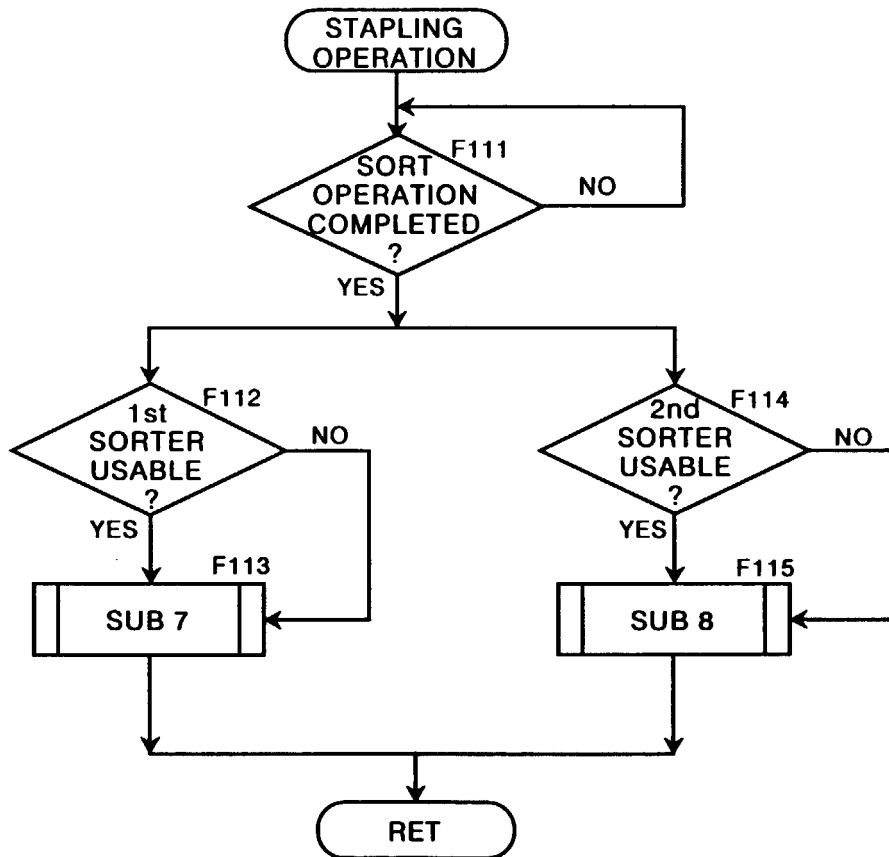 STAPLING
OPERATION
F111
SORT
OPERATION
COMPLETED
?
NO
YES
F112
1st
SORTER
USABLE
?
NO
YES
F113
SUB 7
F114
2nd
SORTER
USABLE
?
NO
YES
F115
SUB 8
RET